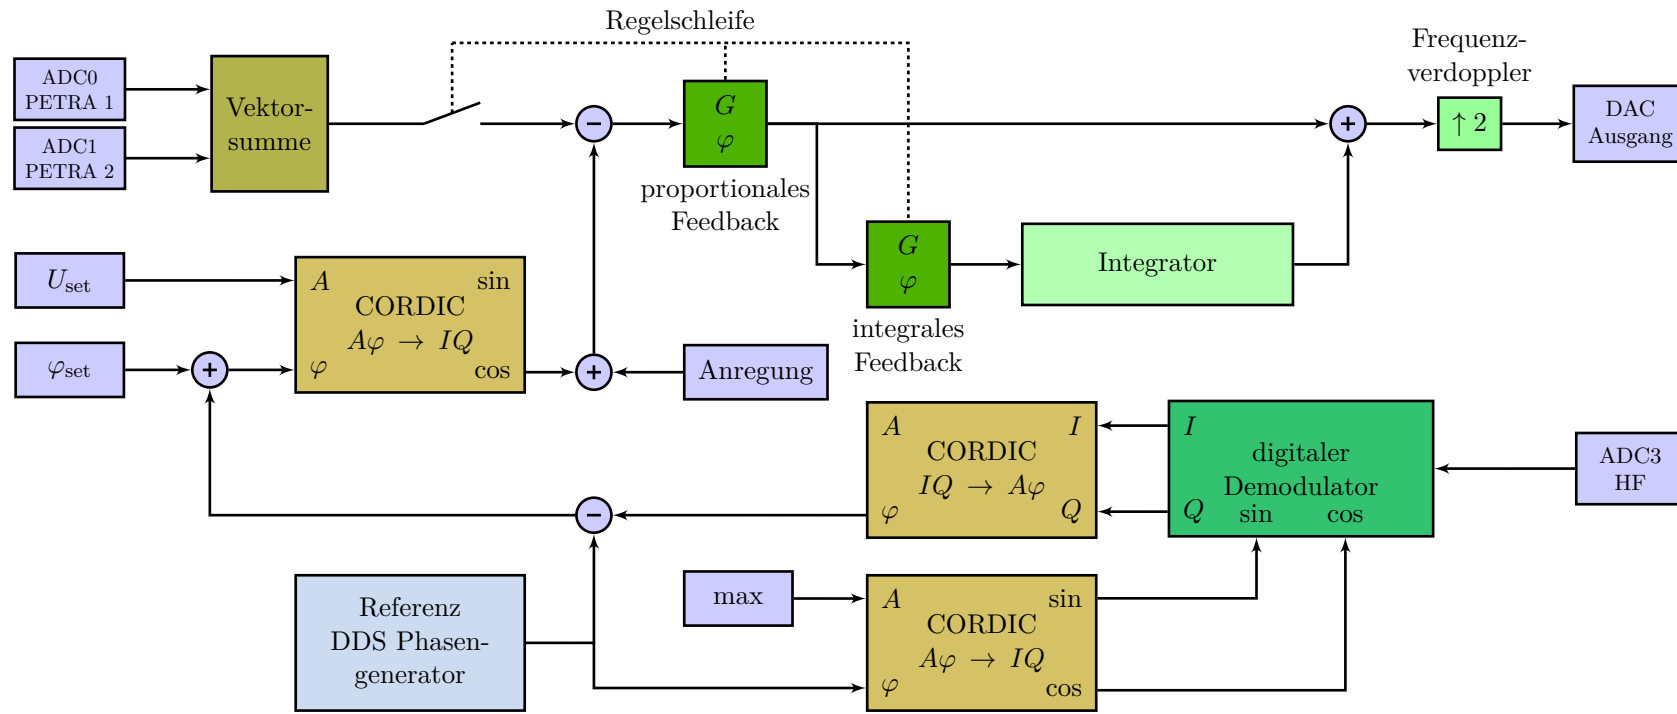 Regelschleife
Frequenz-
verdoppler
ADC0
PETRA 1
ADC1
PETRA 2
Vektor-
summe
−
G
φ
+
↑ 2
DAC
Ausgang
proportionales
Feedback
G
φ
Integrator
integrales
Feedback
U_set
A sin
CORDIC
Aφ → IQ
φ cos
φ_set
+
+
Anregung
A I
CORDIC
IQ → Aφ
φ Q
I
digitaler
Demodulator
Q sin cos
ADC3
HF
−
Referenz
DDS Phasen-
generator
max
A sin
CORDIC
Aφ → IQ
φ cos